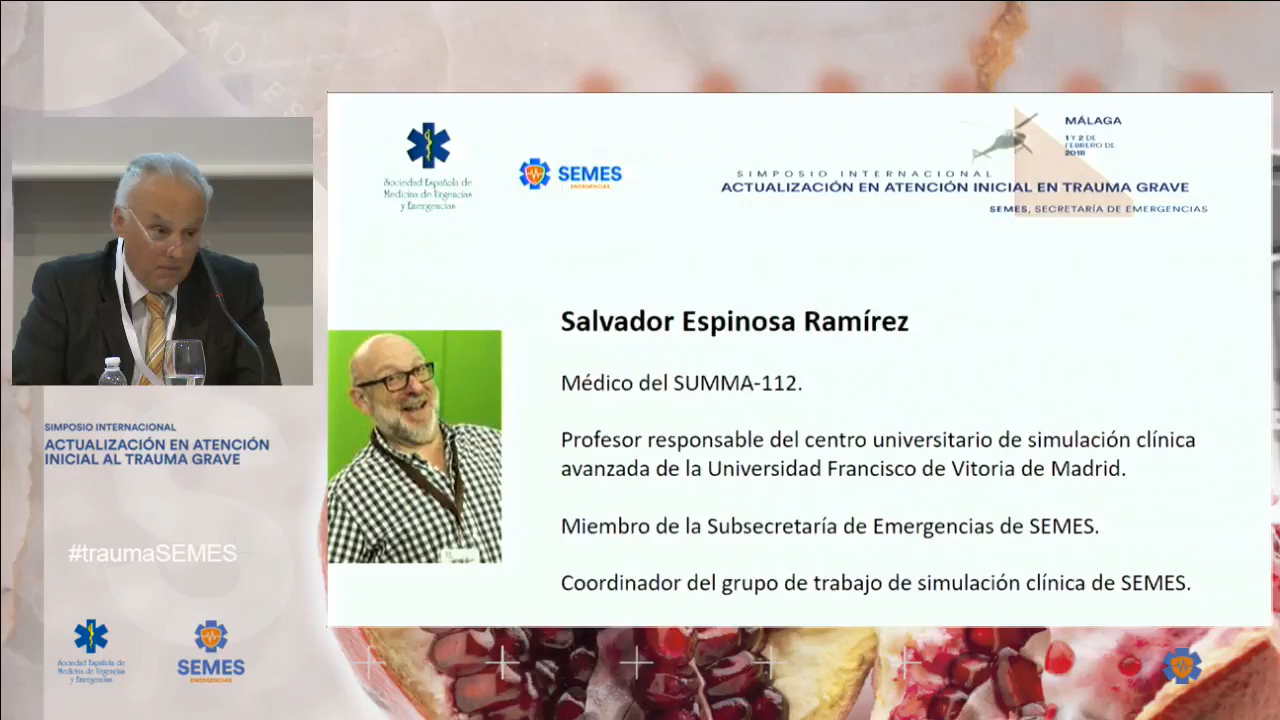 Sociedad Española de
Medicina de Urgencias
y Emergencias
SEMES
EMERGENCIAS
MÁLAGA
1 Y 2 DE
FEBRERO DE
2018
SIMPOSIO INTERNACIONAL
ACTUALIZACIÓN EN ATENCIÓN INICIAL EN TRAUMA GRAVE
SEMES, SECRETARÍA DE EMERGENCIAS
Salvador Espinosa Ramírez
Médico del SUMMA-112.
Profesor responsable del centro universitario de simulación clínica
avanzada de la Universidad Francisco de Vitoria de Madrid.
Miembro de la Subsecretaría de Emergencias de SEMES.
Coordinador del grupo de trabajo de simulación clínica de SEMES.
SIMPOSIO INTERNACIONAL
ACTUALIZACIÓN EN ATENCIÓN
INICIAL AL TRAUMA GRAVE
#traumaSEMES
Sociedad Española de
Medicina de Urgencias
y Emergencias
SEMES
EMERGENCIAS